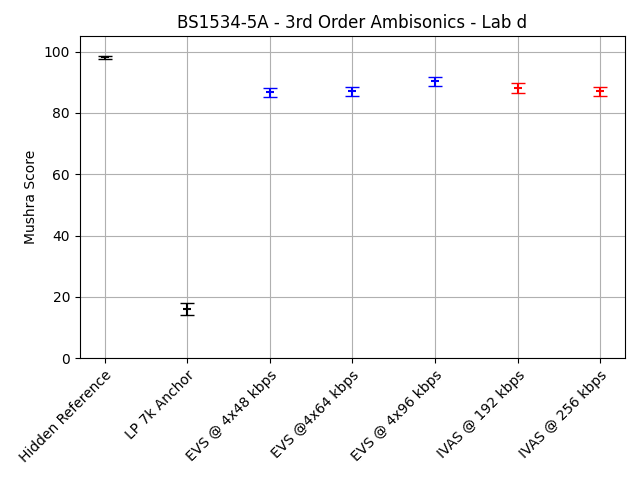 BS1534-5A - 3rd Order Ambisonics - Lab d
Mushra Score
100
80
60
40
20
0
Hidden Reference
LP 7k Anchor
EVS @ 4x48 kbps
EVS @4x64 kbps
EVS @ 4x96 kbps
IVAS @ 192 kbps
IVAS @ 256 kbps